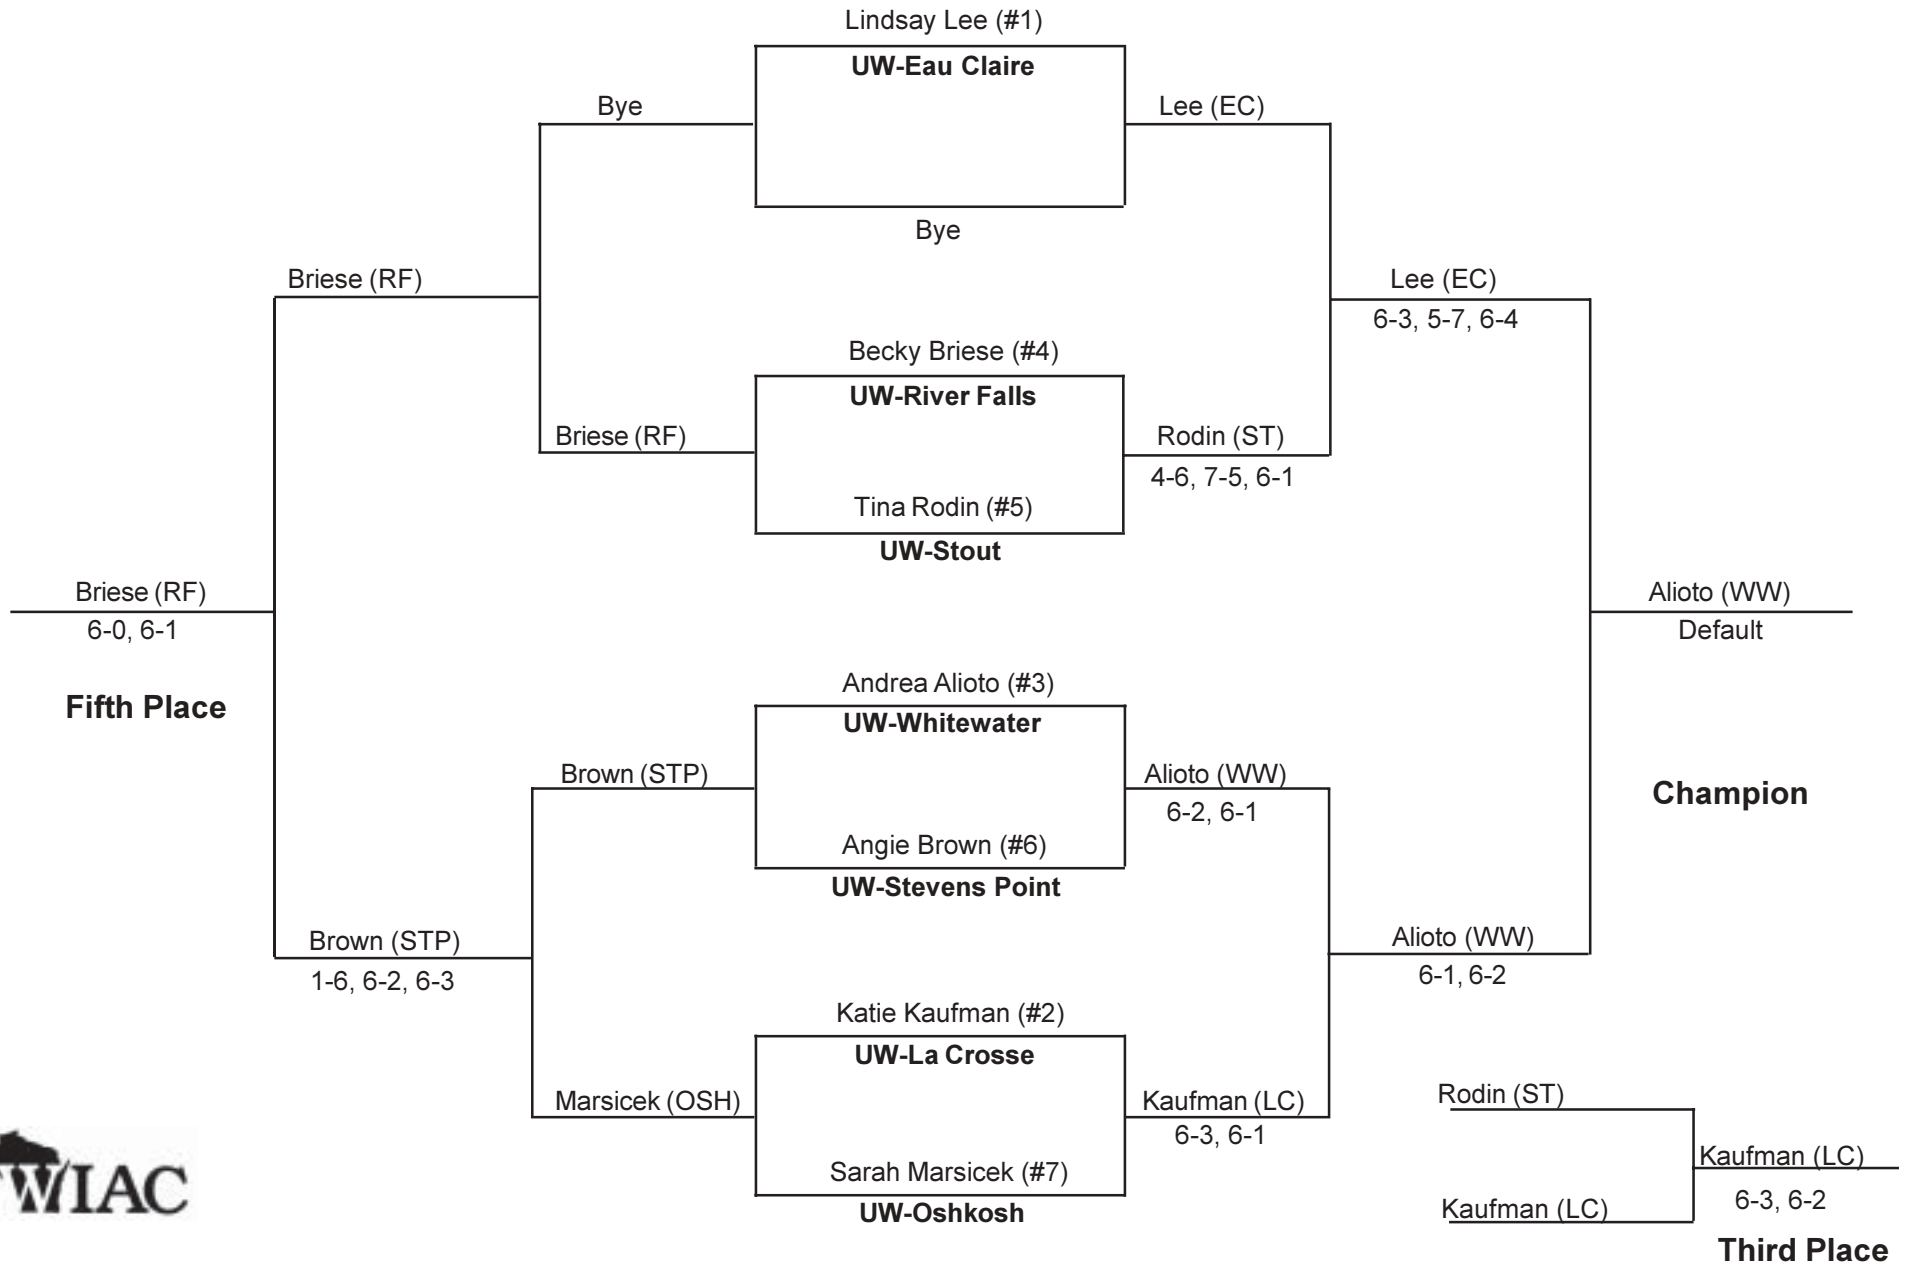 Lindsay Lee (#1)
UW-Eau Claire
Bye
Lee (EC)
Bye
Briese (RF)
Lee (EC)
6-3, 5-7, 6-4
Becky Briese (#4)
UW-River Falls
Briese (RF)
Rodin (ST)
4-6, 7-5, 6-1
Tina Rodin (#5)
UW-Stout
Briese (RF)
6-0, 6-1
Alioto (WW)
Default
Fifth Place
Andrea Alioto (#3)
UW-Whitewater
Brown (STP)
Alioto (WW)
6-2, 6-1
Champion
Angie Brown (#6)
UW-Stevens Point
Brown (STP)
1-6, 6-2, 6-3
Alioto (WW)
6-1, 6-2
Katie Kaufman (#2)
UW-La Crosse
Marsicek (OSH)
Kaufman (LC)
6-3, 6-1
Sarah Marsicek (#7)
UW-Oshkosh
Rodin (ST)
Kaufman (LC)
6-3, 6-2
Kaufman (LC)
Third Place
WIAC